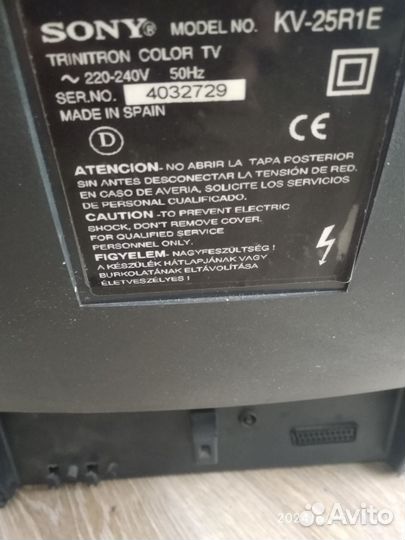 SONY® MODEL NO. KV-25R1E
TRINITRON COLOR TV
~ 220-240V 50Hz
SER.NO. 4032729
MADE IN SPAIN
D
CE
ATENCION- NO ABRIR LA TAPA POSTERIOR
SIN ANTES DESCONECTAR LA TENSIÓN DE RED.
EN CASO DE AVERIA, SOLICITE LOS SERVICIOS
DE PERSONAL CUALIFICADO.
CAUTION -TO PREVENT ELECTRIC
SHOCK, DON'T REMOVE COVER.
FOR QUALIFIED SERVICE
PERSONNEL ONLY.
FIGYELEM- NAGYFESZÜLTSÉG !
A KÉSZÜLÉK HÁTLAPJÁNAK VAGY
BURKOLATÁNAK ELTÁVOLÍTÁSA
ÉLETVESZÉLYES !
2024
Avito